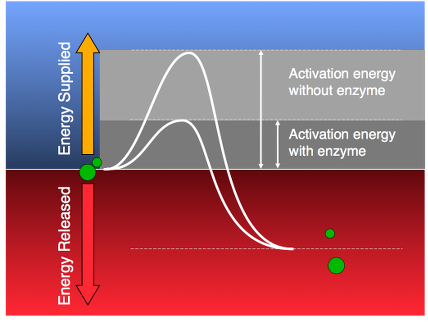 Energy Supplied
Activation energy
without enzyme
Activation energy
with enzyme
Energy Released